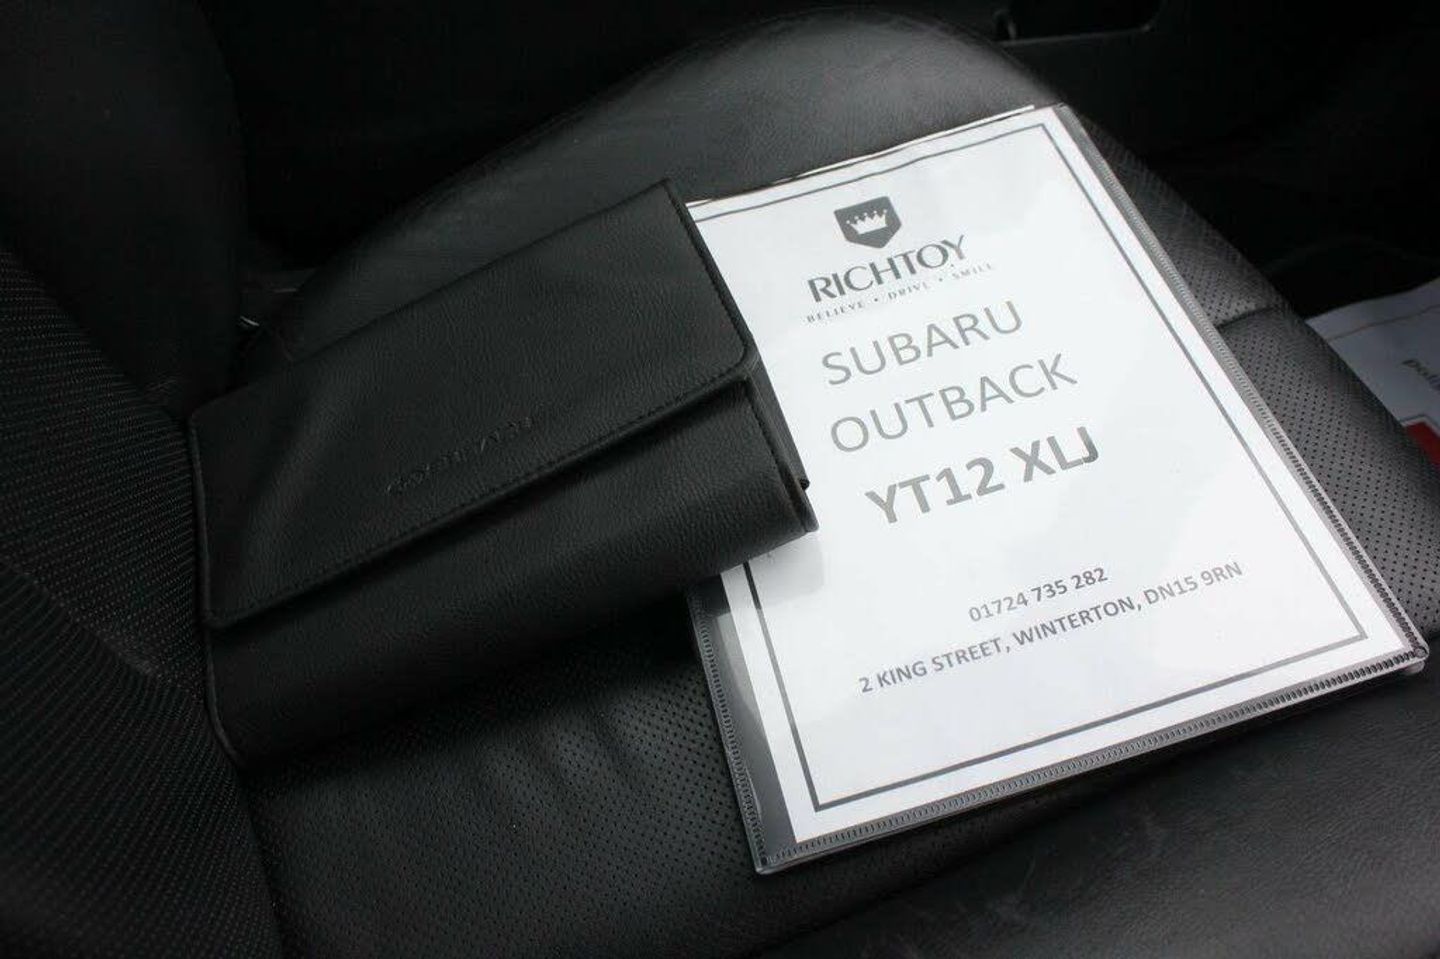 RICHTOY
BELIEVE • DRIVE • SMILE
SUBARU
OUTBACK
YT12 XLJ
01724 735 282
2 KING STREET, WINTERTON, DN15 9RN